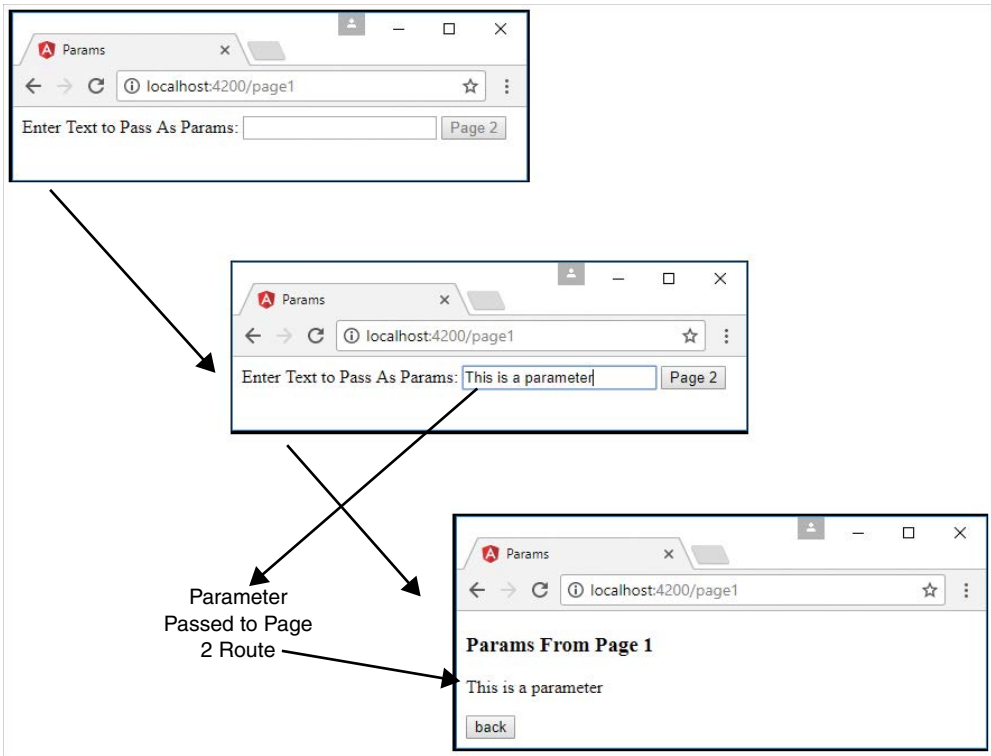 Params
localhost:4200/page1
Enter Text to Pass As Params:
Page 2
Params
localhost:4200/page1
Enter Text to Pass As Params: This is a parameter
Page 2
Parameter
Passed to Page
2 Route
Params
localhost:4200/page1
Params From Page 1
This is a parameter
back